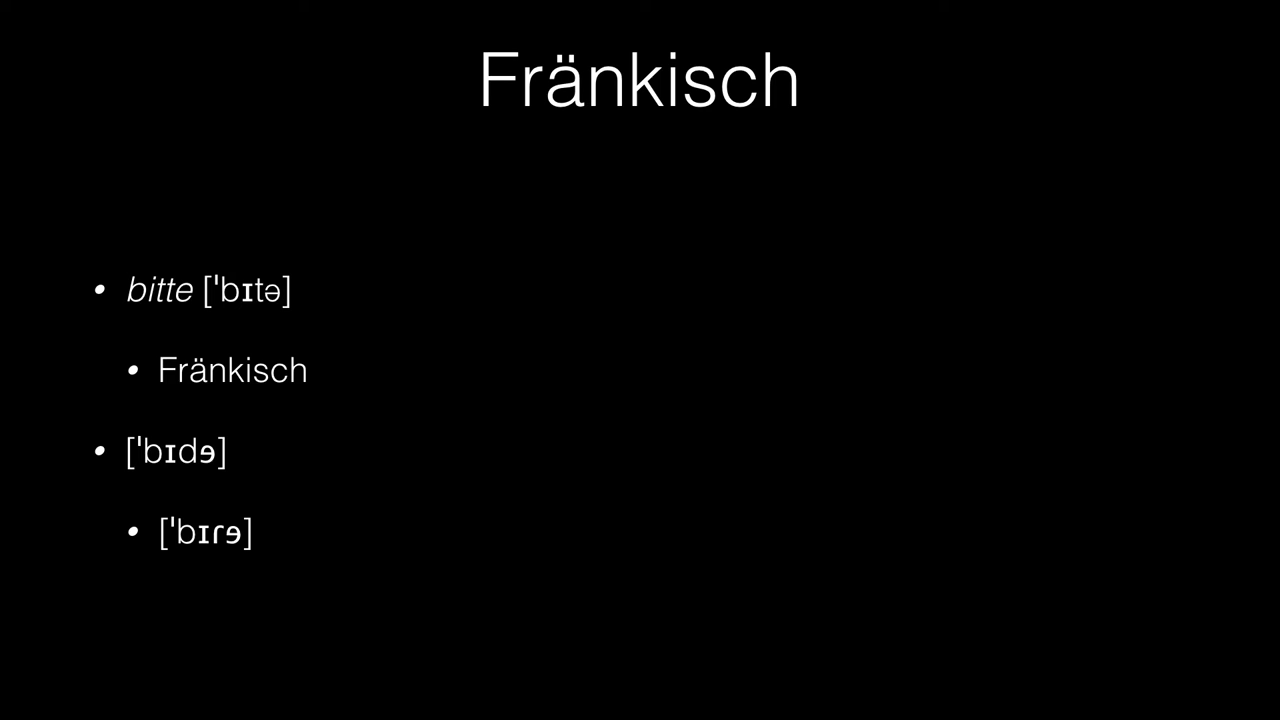 Fränkisch
• bitte [ˈbɪtə]
• Fränkisch
• [ˈbɪdɘ]
• [ˈbɪɾɘ]